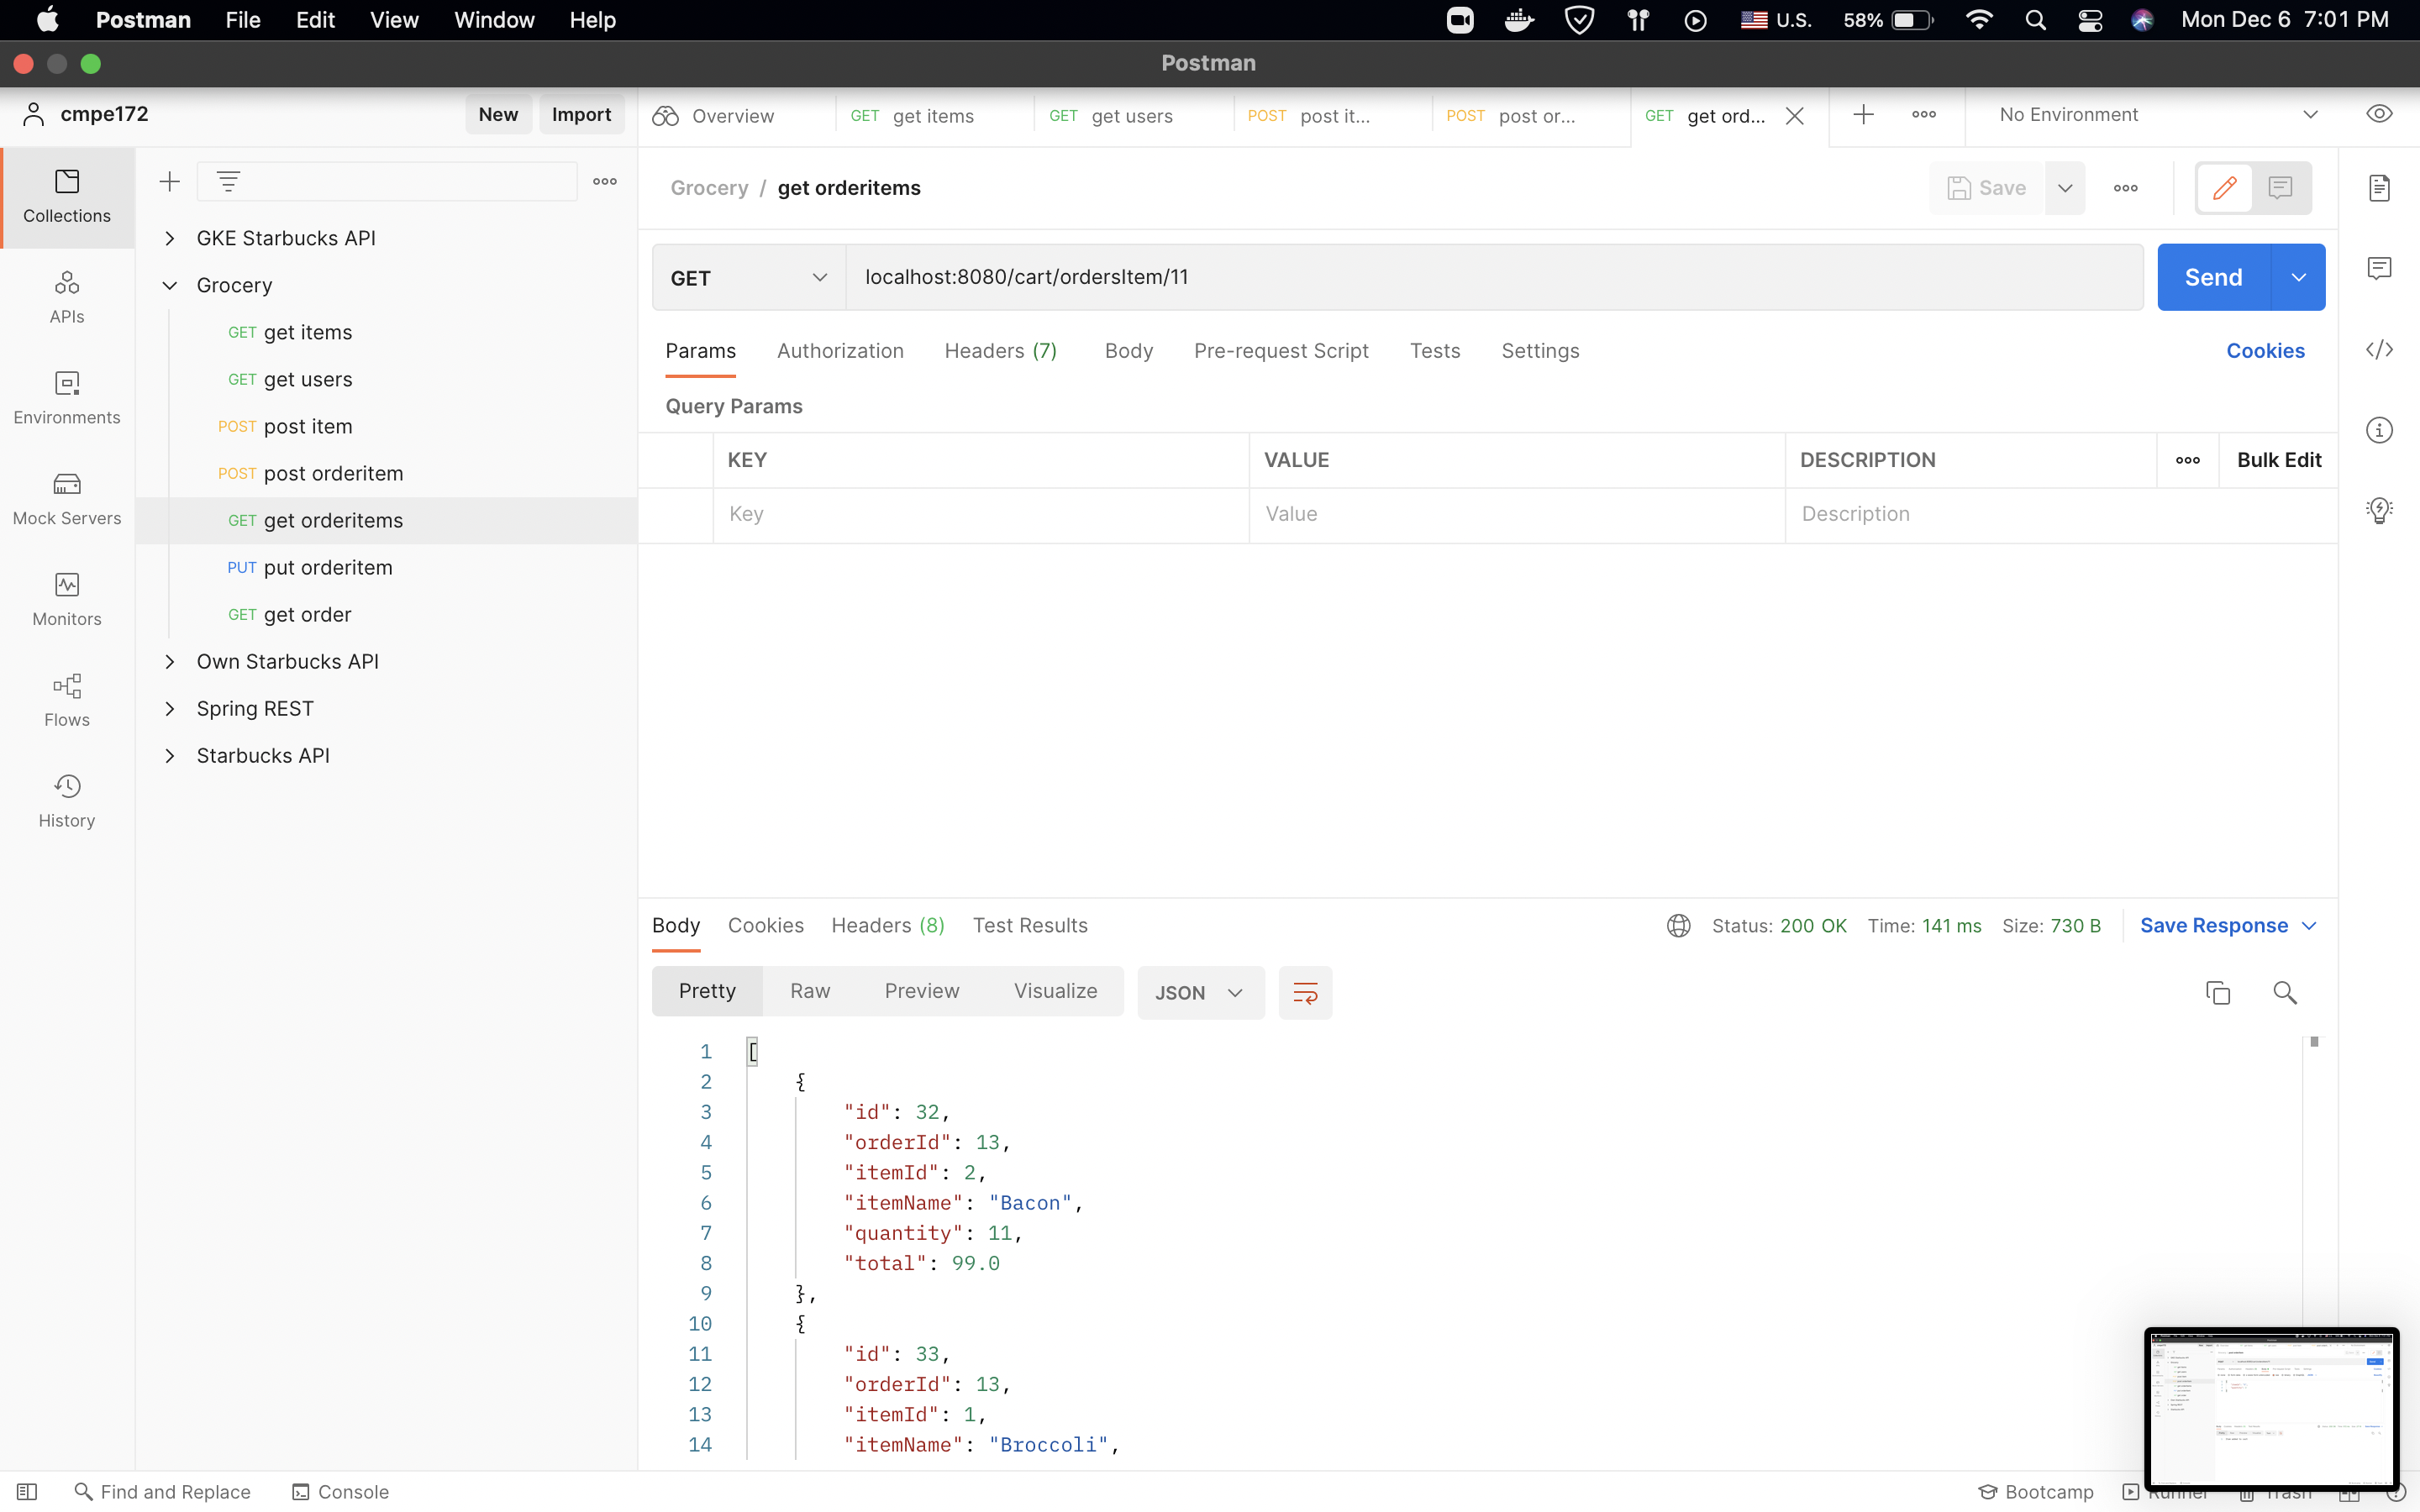 Postman File Edit View Window Help U.S. 58% Mon Dec 6 7:01 PM
Postman
cmpe172 New Import Overview GET get items GET get users POST post it... POST post or... GET get ord... No Environment
Collections
APIs
Environments
Mock Servers
Monitors
Flows
History
GKE Starbucks API
Grocery
GET get items
GET get users
POST post item
POST post orderitem
GET get orderitems
PUT put orderitem
GET get order
Own Starbucks API
Spring REST
Starbucks API
Grocery / get orderitems Save
GET localhost:8080/cart/ordersItem/11 Send
Params Authorization Headers (7) Body Pre-request Script Tests Settings Cookies
Query Params
KEY VALUE DESCRIPTION Bulk Edit
Key Value Description
Body Cookies Headers (8) Test Results Status: 200 OK Time: 141 ms Size: 730 B Save Response
Pretty Raw Preview Visualize JSON
1 [
2 {
3 "id": 32,
4 "orderId": 13,
5 "itemId": 2,
6 "itemName": "Bacon",
7 "quantity": 11,
8 "total": 99.0
9 },
10 {
11 "id": 33,
12 "orderId": 13,
13 "itemId": 1,
14 "itemName": "Broccoli",
Find and Replace Console Bootcamp Runner Trash